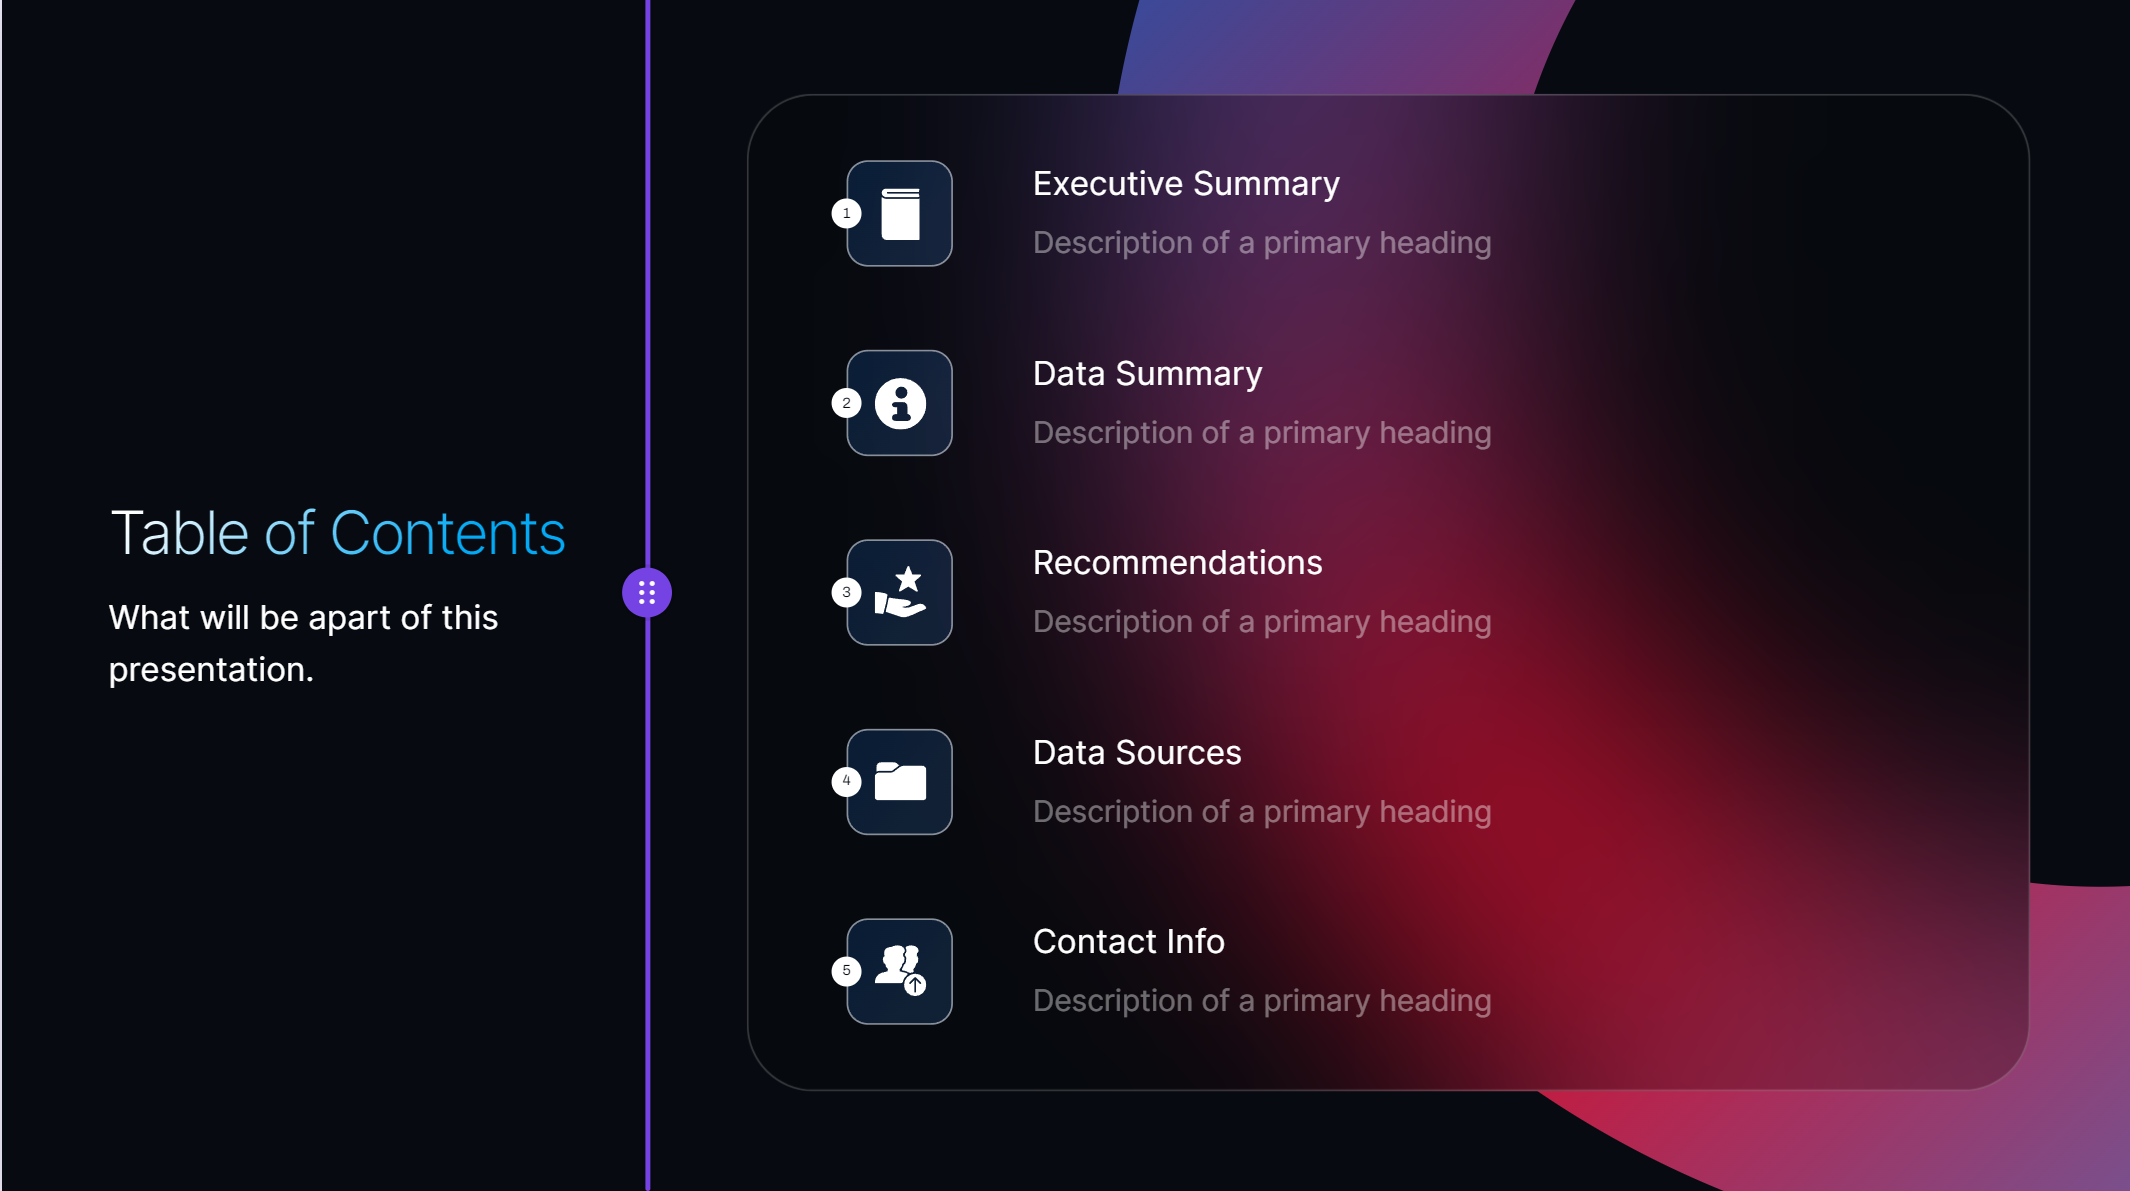 Table of Contents
What will be apart of this
presentation.
1
Executive Summary
Description of a primary heading
2
Data Summary
Description of a primary heading
3
Recommendations
Description of a primary heading
4
Data Sources
Description of a primary heading
5
Contact Info
Description of a primary heading